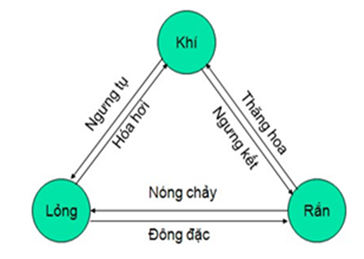 Khí
Ngưng tụ
Hóa hơi
Thăng hoa
Ngưng kết
Nóng chảy
Lỏng
Rắn
Đông đặc